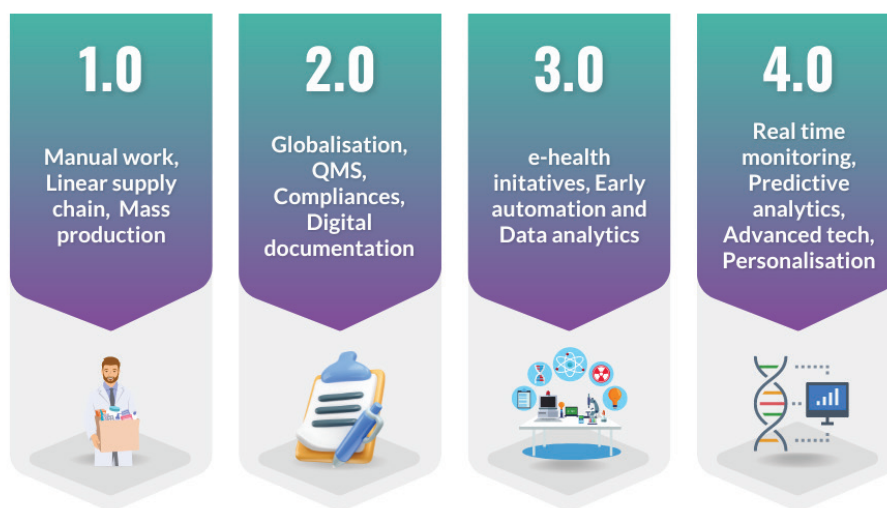 1.0
Manual work,
Linear supply
chain, Mass
production
2.0
Globalisation,
QMS,
Compliances,
Digital
documentation
3.0
e-health
initatives, Early
automation and
Data analytics
4.0
Real time
monitoring,
Predictive
analytics,
Advanced tech,
Personalisation